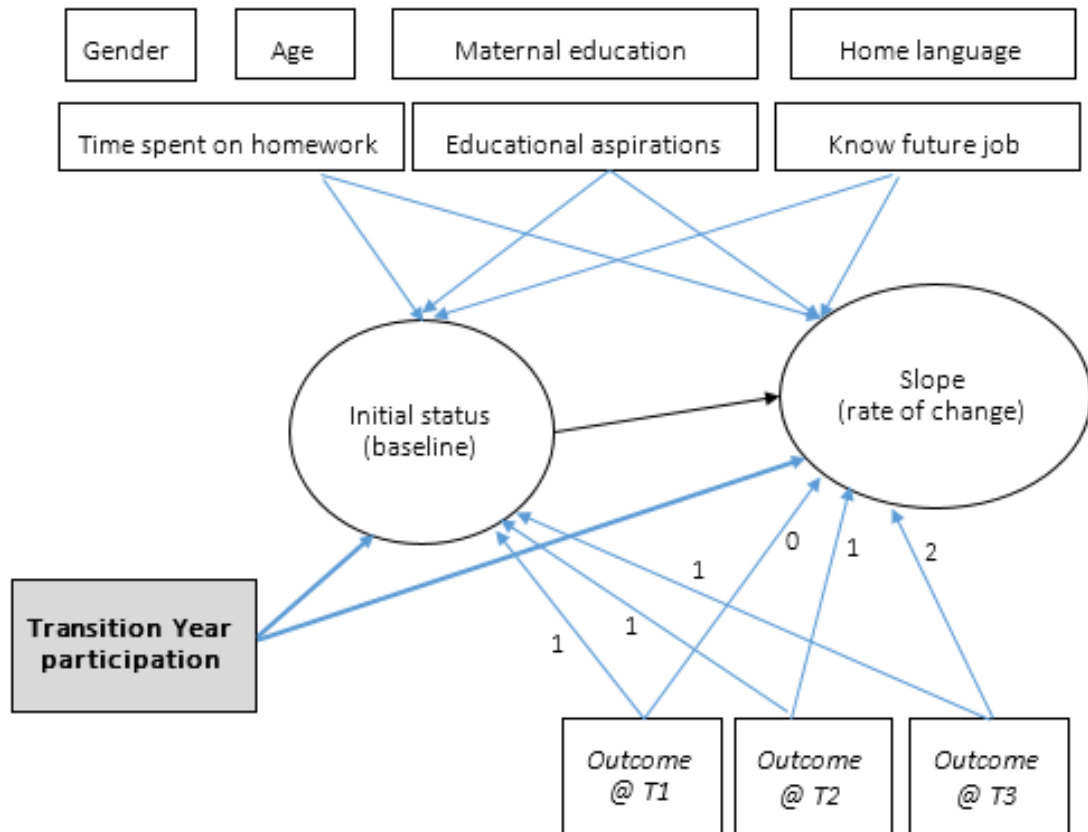 Gender
Age
Maternal education
Home language
Time spent on homework
Educational aspirations
Know future job
Initial status
(baseline)
Slope
(rate of change)
0
1
2
1
1
1
Transition Year
participation
Outcome
@ T1
Outcome
@ T2
Outcome
@ T3